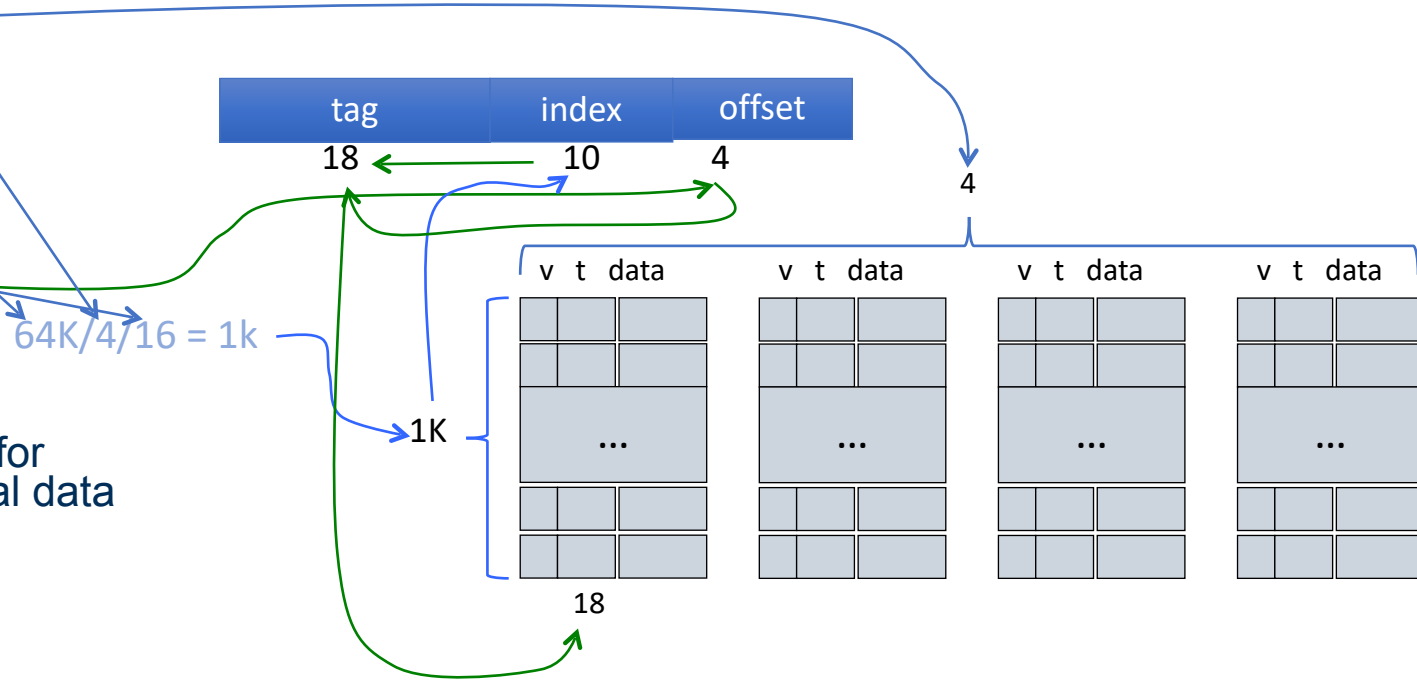 tag index offset
18 10 4
4
v t data v t data v t data v t data
64K/4/16 = 1k
1K
... ... ... ...
for
al data
18